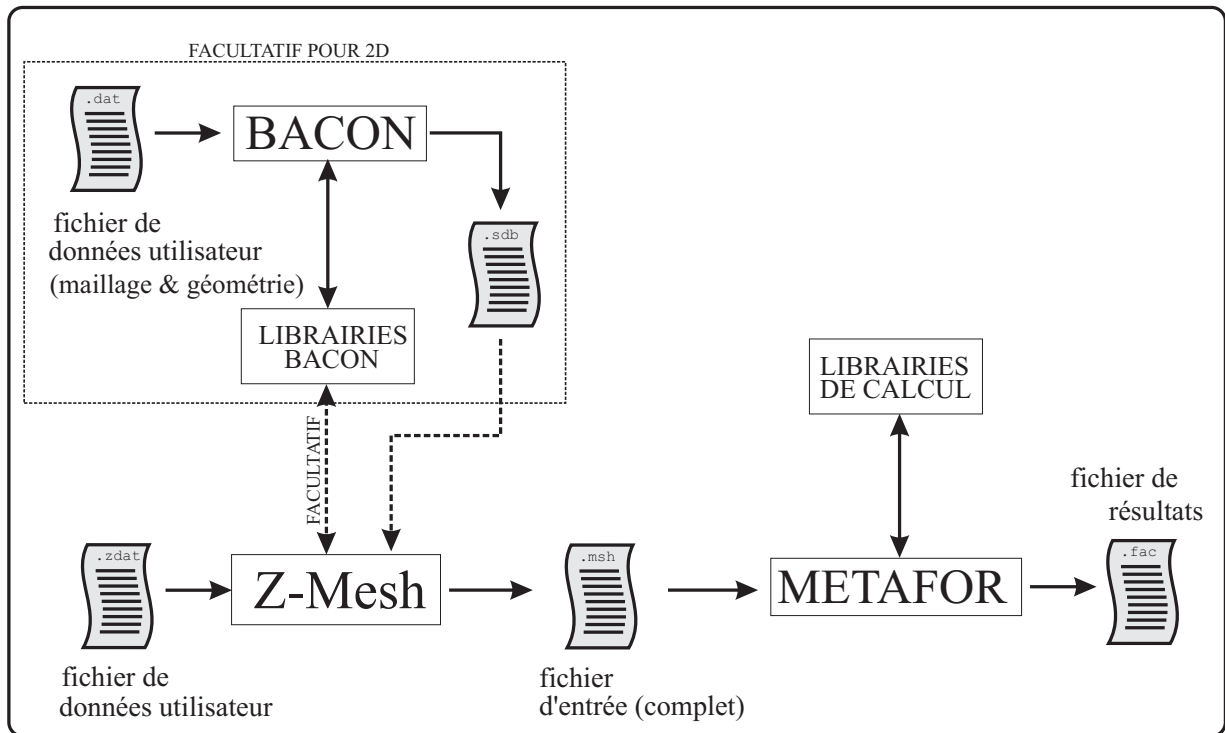 FACULTATIF POUR 2D
.dat
BACON
fichier de
données utilisateur
(maillage & géométrie)
.sdb
LIBRAIRIES
BACON
FACULTATIF
LIBRAIRIES
DE CALCUL
fichier de
résultats
.zdat
Z-Mesh
.msh
METAFOR
.fac
fichier de
données utilisateur
fichier
d'entrée (complet)